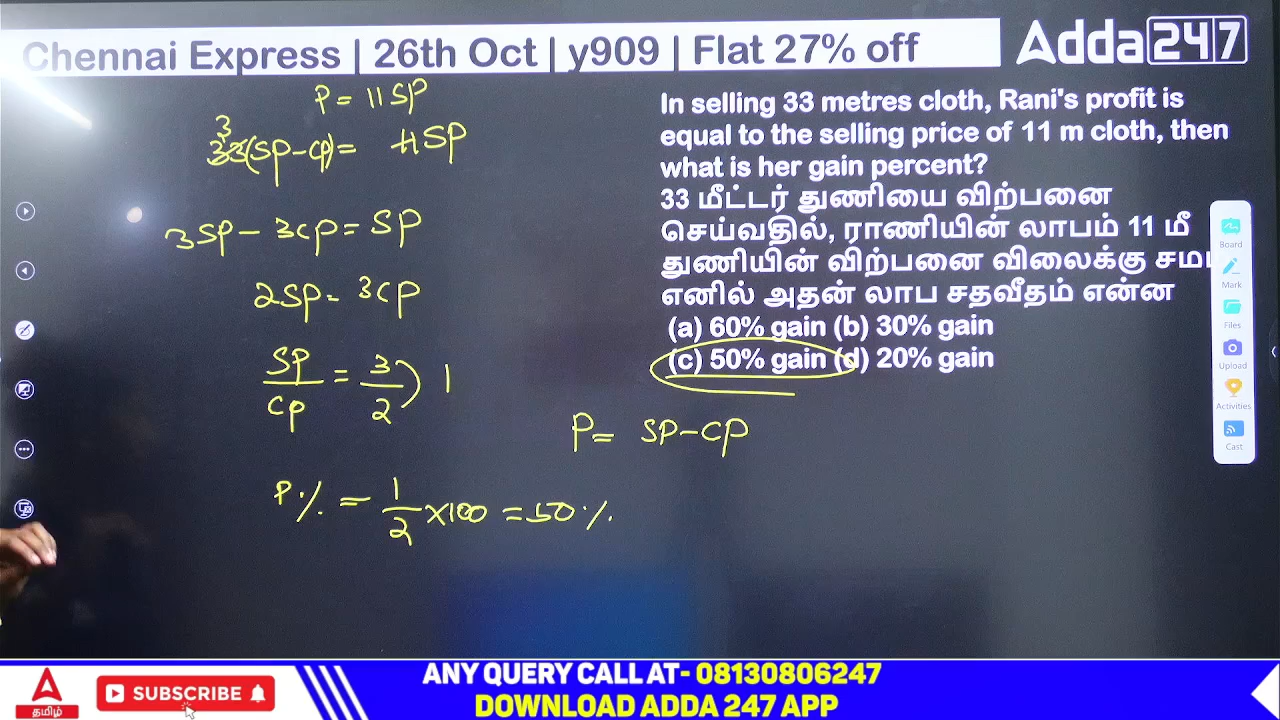 Chennai Express | 26th Oct | y909 | Flat 27% off
Adda247
P = 11SP
3
33(SP-CP)= 11SP
3SP - 3CP = SP
2SP = 3CP
SP/CP = 3/2 ) 1
P% = 1/2 ×100 = 50%
In selling 33 metres cloth, Rani's profit is
equal to the selling price of 11 m cloth, then
what is her gain percent?
33 மீட்டர் துணியை விற்பனை
செய்வதில், ராணியின் லாபம் 11 மீ
துணியின் விற்பனை விலைக்கு
எனில் அதன் லாப சதவீதம் என்ன
(a) 60% gain (b) 30% gain
(c) 50% gain (d) 20% gain
P = SP-CP
Board
Mark
Files
Upload
Activities
Cast
தமிழ்
SUBSCRIBE
ANY QUERY CALL AT- 08130806247
DOWNLOAD ADDA 247 APP